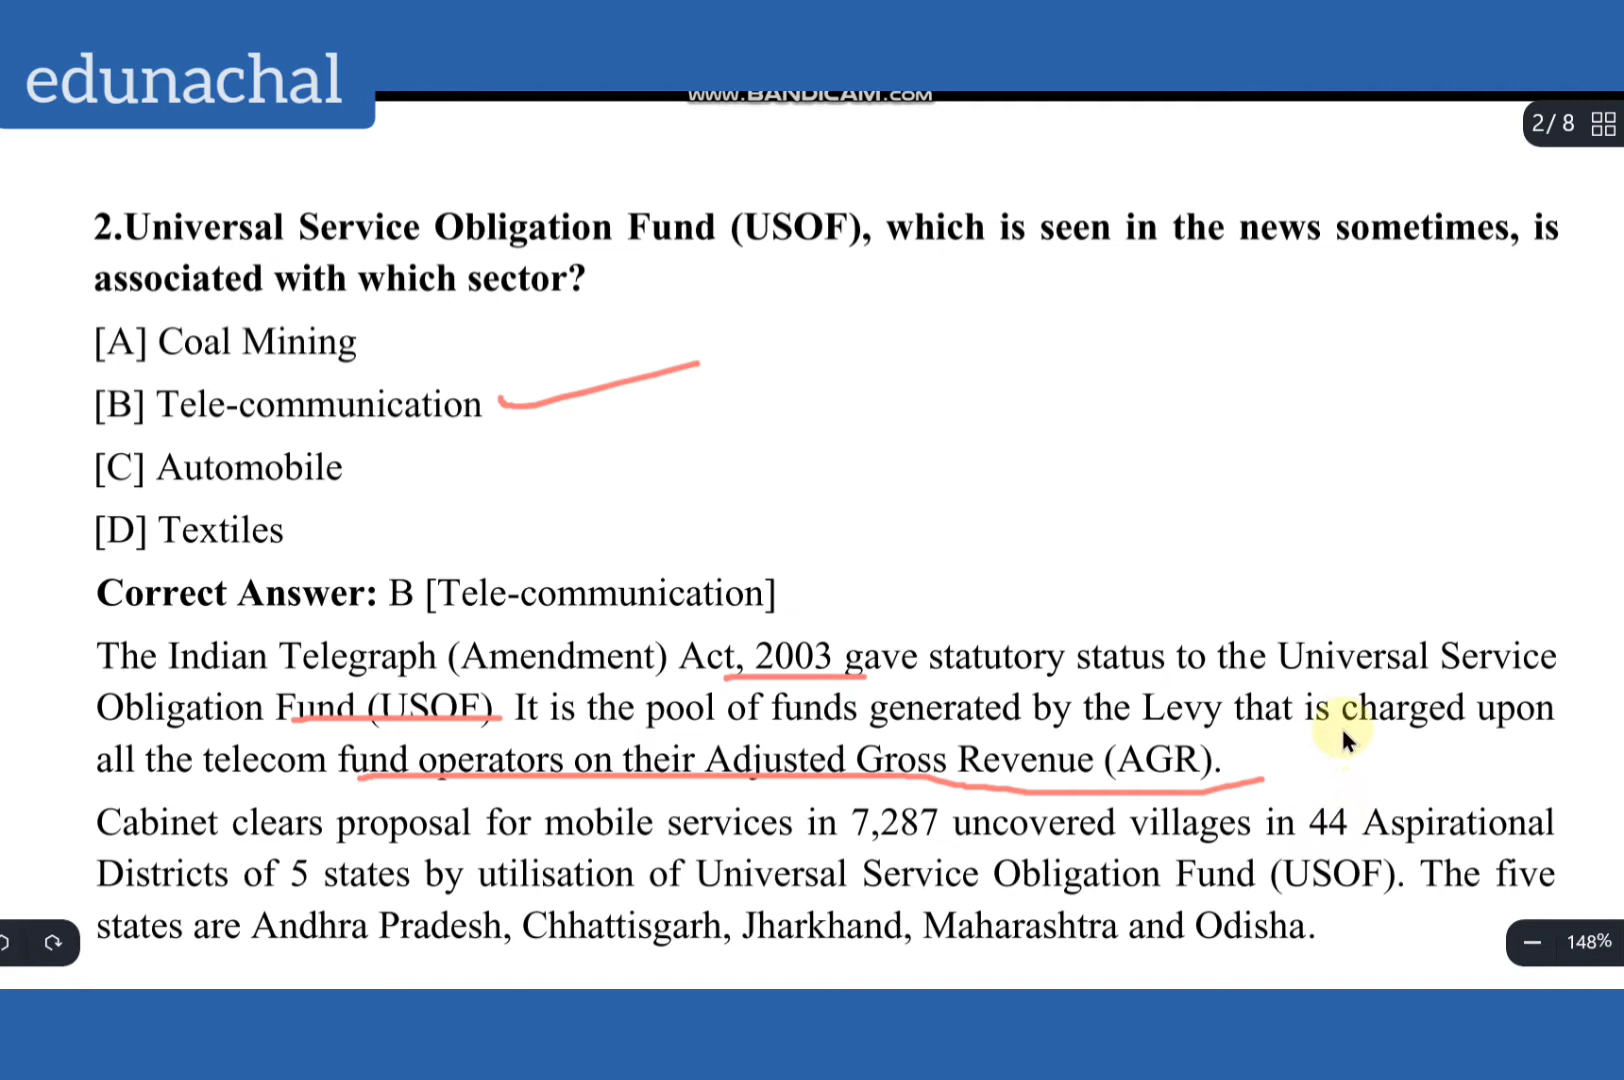 edunachal
WWW.BANDICAM.COM
2/ 8
2.Universal Service Obligation Fund (USOF), which is seen in the news sometimes, is
associated with which sector?
[A] Coal Mining
[B] Tele-communication
[C] Automobile
[D] Textiles
Correct Answer: B [Tele-communication]
The Indian Telegraph (Amendment) Act, 2003 gave statutory status to the Universal Service
Obligation Fund (USOF). It is the pool of funds generated by the Levy that is charged upon
all the telecom fund operators on their Adjusted Gross Revenue (AGR).
Cabinet clears proposal for mobile services in 7,287 uncovered villages in 44 Aspirational
Districts of 5 states by utilisation of Universal Service Obligation Fund (USOF). The five
states are Andhra Pradesh, Chhattisgarh, Jharkhand, Maharashtra and Odisha.
148%